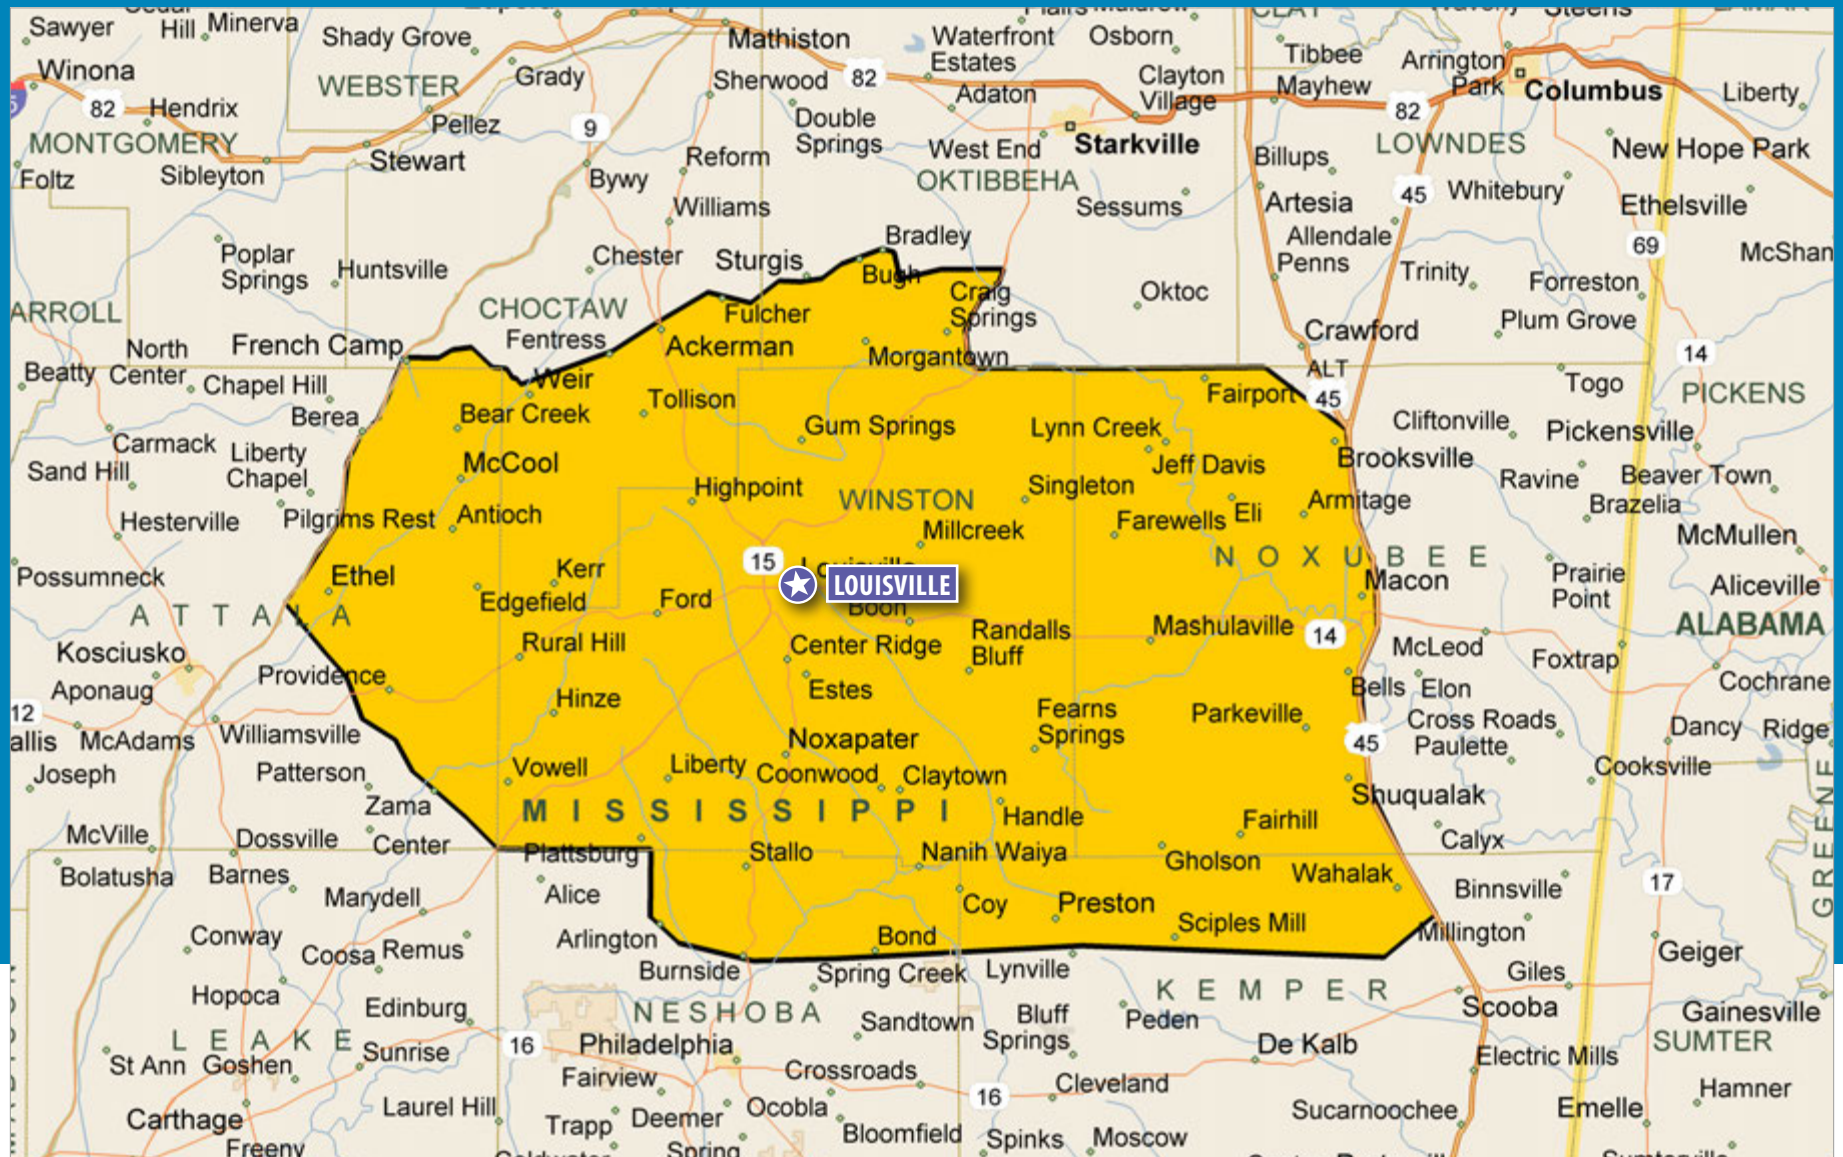 Sawyer
Hill
Minerva
Shady Grove
Mathiston
Waterfront
Estates
Osborn
CLAY
Tibbee
Arrington
Park
Steens
Winona
82
Hendrix
WEBSTER
Grady
Sherwood
82
Adaton
Clayton
Village
Mayhew
82
Columbus
Liberty
MONTGOMERY
Pellez
9
Double
Springs
Starkville
LOWNDES
New Hope Park
Foltz
Sibleyton
Stewart
Bywy
Reform
West End
OKTIBBEHA
Billups
45
Whitebury
Williams
Sessums
Artesia
Ethelsville
Poplar
Springs
Huntsville
Chester
Sturgis
Bradley
Bugh
Allendale
Penns
69
McShan
Trinity
Forreston
ARROLL
CHOCTAW
Fentress
Fulcher
Craig
Springs
Oktoc
Plum Grove
Crawford
North
Center
French Camp
Ackerman
Morgantown
14
Beatty
Chapel Hill
Weir
ALT
45
Togo
PICKENS
Berea
Bear Creek
Tollison
Gum Springs
Lynn Creek
Fairport
Cliftonville
Pickensville
Carmack
Liberty
Chapel
McCool
Jeff Davis
Brooksville
Sand Hill
Highpoint
WINSTON
Singleton
Ravine
Beaver Town
Brazelia
Hesterville
Pilgrims Rest
Antioch
Millcreek
Farewells
Eli
Armitage
McMullen
Possumneck
Ethel
Kerr
15
Louisville
LOUISVILLE
NOXUBEE
Macon
Prairie
Point
Aliceville
ATTALA
Edgefield
Ford
Boon
Mashulaville
14
ALABAMA
Kosciusko
Rural Hill
Center Ridge
Randalls
Bluff
McLeod
Foxtrap
Aponaug
Providence
Hinze
Estes
Bells
Elon
Cochrane
12
allis
McAdams
Williamsville
Noxapater
Fearns
Springs
Parkeville
45
Cross Roads
Paulette
Dancy
Ridge
Joseph
Patterson
Vowell
Liberty
Coonwood
Claytown
Cooksville
Zama
MISSISSIPPI
Handle
Fairhill
Shuqualak
GREENE
McVille
Dossville
Center
Plattsburg
Stallo
Nanih Waiya
Gholson
Calyx
Bolatusha
Barnes
Marydell
Alice
Coy
Preston
Wahalak
Binnsville
17
Conway
Coosa
Remus
Arlington
Bond
Sciples Mill
Millington
Geiger
Burnside
Spring Creek
Lynville
Giles
Hopoca
Edinburg
NESHOBA
KEMPER
Scooba
Gainesville
LEAKE
16
Philadelphia
Sandtown
Bluff
Springs
Peden
De Kalb
SUMTER
St Ann
Goshen
Sunrise
Fairview
Crossroads
Cleveland
Electric Mills
Hamner
Carthage
Laurel Hill
Trapp
Deemer
Ocobla
16
Sucarnoochee
Emelle
Freeny
Spring
Bloomfield
Spinks
Moscow